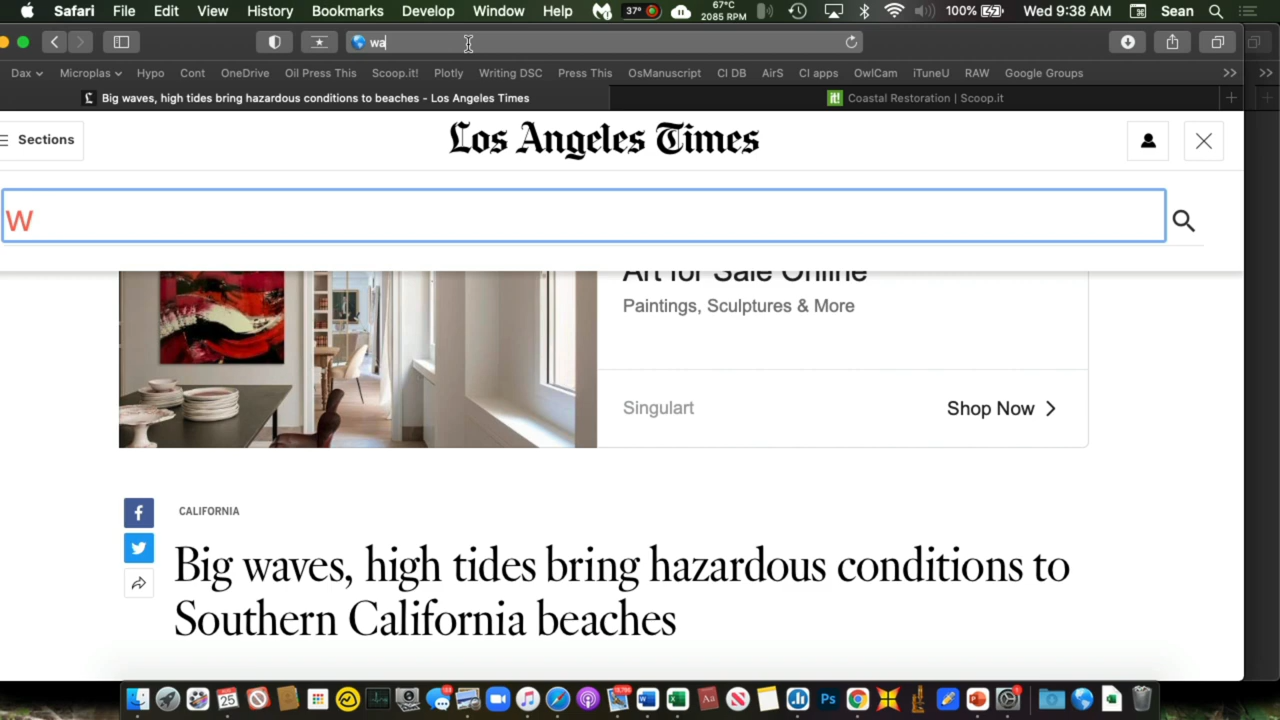 Safari File Edit View History Bookmarks Develop Window Help 37° 67°C 2085 RPM 100% Wed 9:38 AM Sean
wa
Dax Microplas Hypo Cont OneDrive Oil Press This Scoop.it! Plotly Writing DSC Press This OsManuscript CI DB AirS CI apps OwlCam iTuneU RAW Google Groups
Big waves, high tides bring hazardous conditions to beaches - Los Angeles Times
it! Coastal Restoration | Scoop.it
Sections
Los Angeles Times
W
Art for Sale Online
Paintings, Sculptures & More
Singulart
Shop Now
CALIFORNIA
Big waves, high tides bring hazardous conditions to
Southern California beaches
25
Ps